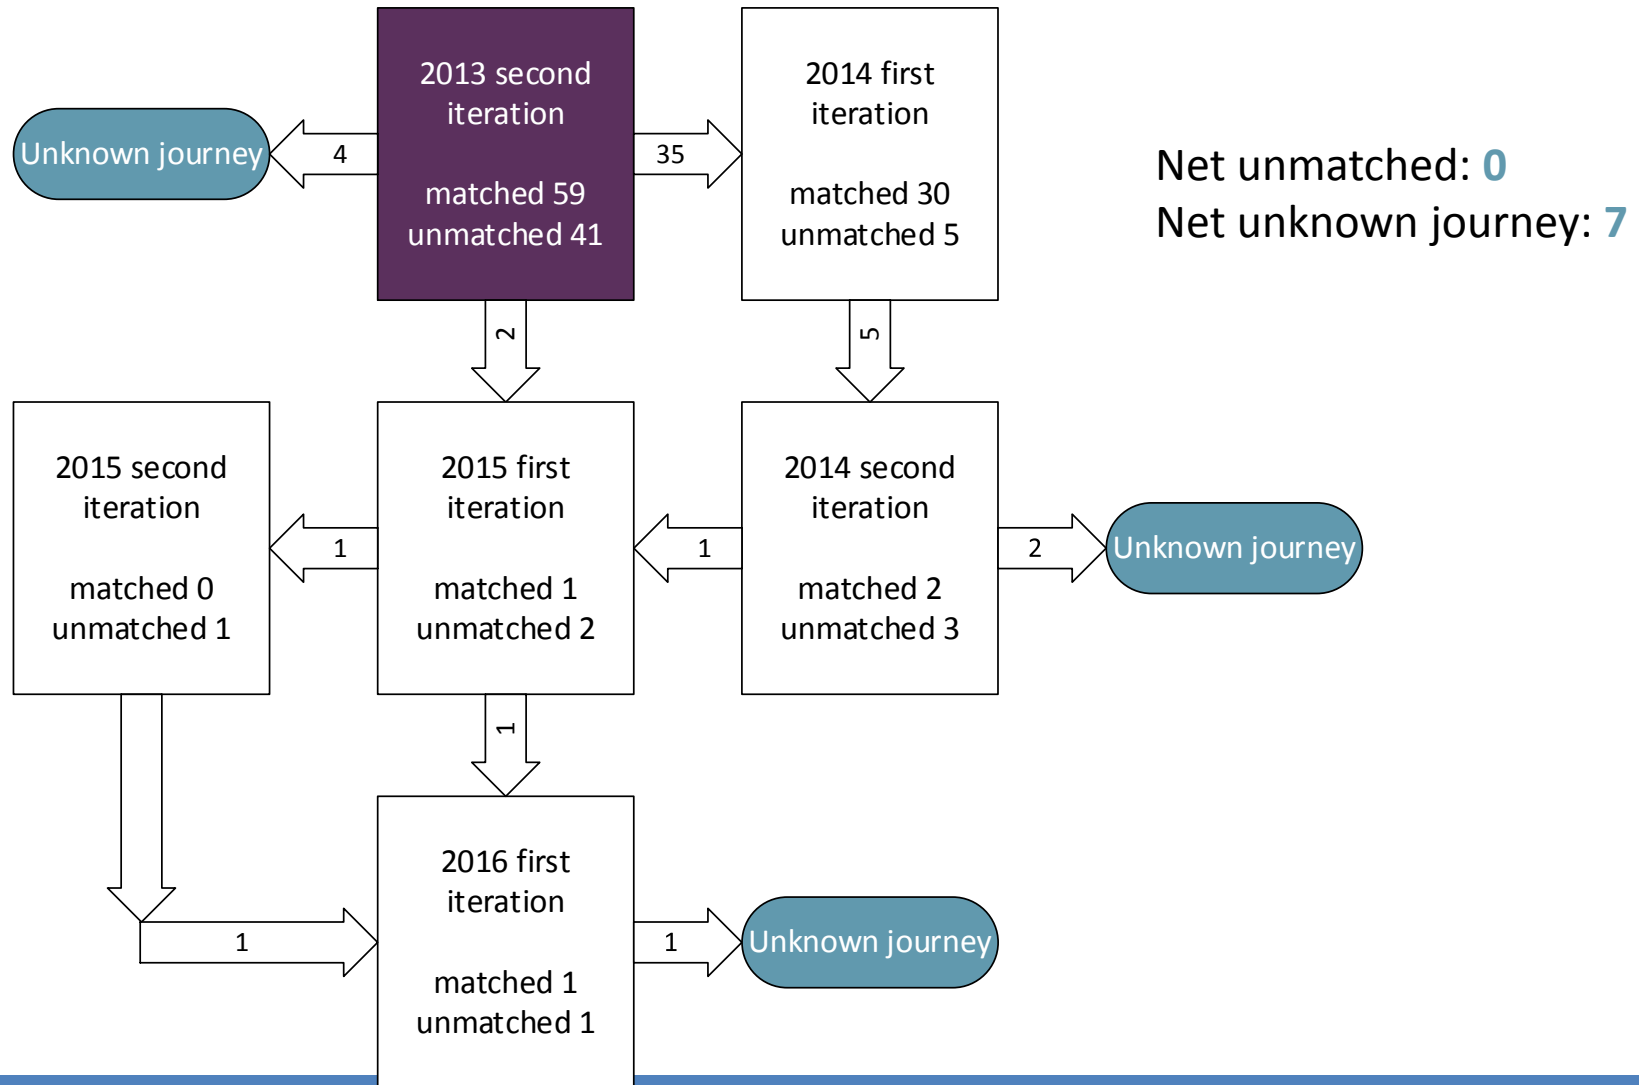 2013 second
iteration
matched 59
unmatched 41
2014 first
iteration
matched 30
unmatched 5
Unknown journey
4
35
Net unmatched: 0
Net unknown journey: 7
2
5
2015 second
iteration
matched 0
unmatched 1
1
2015 first
iteration
matched 1
unmatched 2
1
2014 second
iteration
matched 2
unmatched 3
2
Unknown journey
1
2016 first
iteration
matched 1
unmatched 1
1
1
Unknown journey